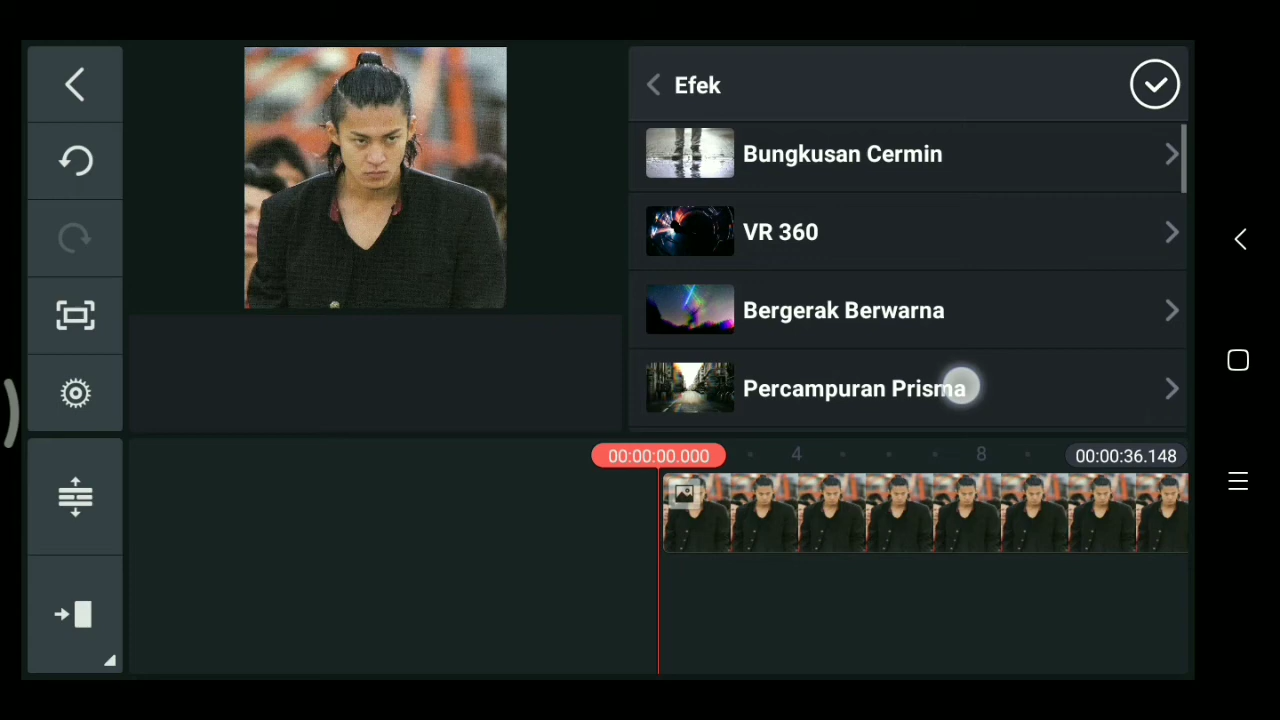 Efek
Bungkusan Cermin
VR 360
Bergerak Berwarna
Percampuran Prisma
00:00:00.000
4
8
00:00:36.148